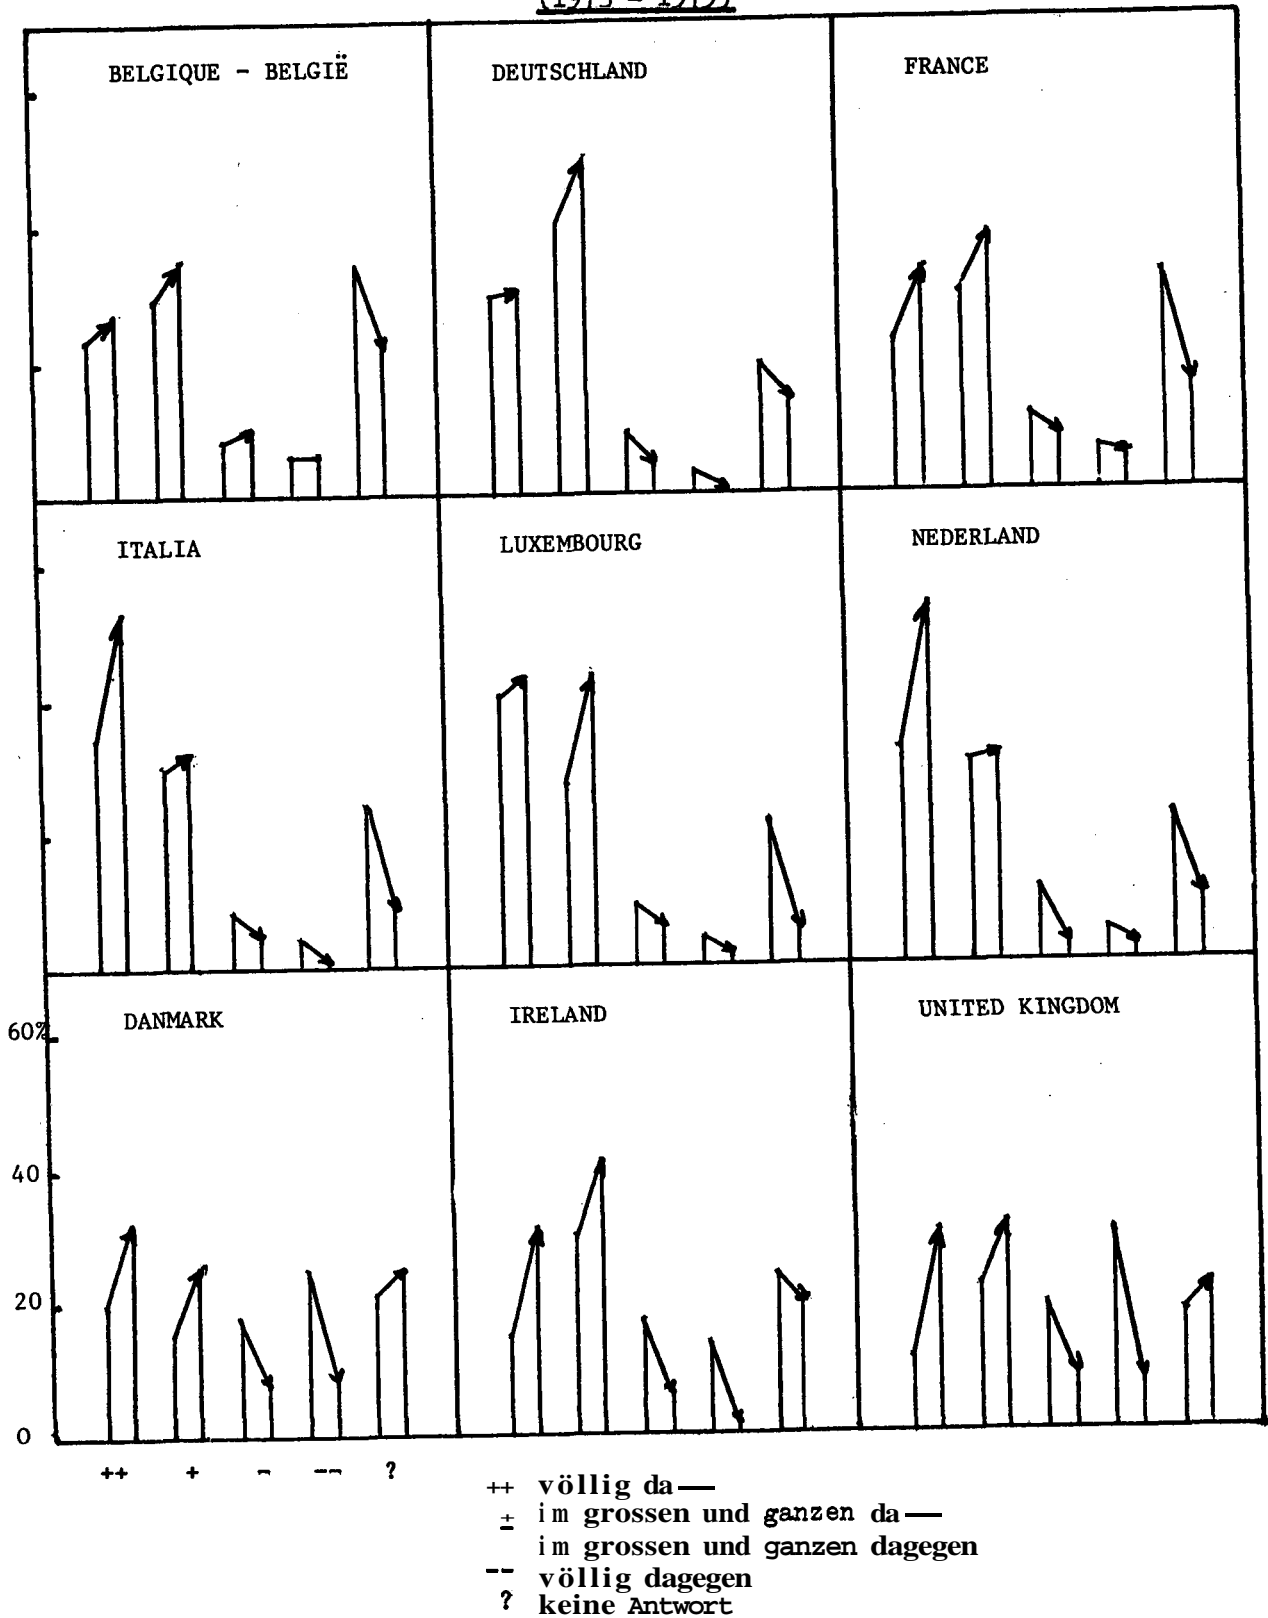 BELGIQUE - BELGIË
DEUTSCHLAND
FRANCE
ITALIA
LUXEMBOURG
NEDERLAND
60%
DANMARK
IRELAND
UNITED KINGDOM
40
20
0
++ + - -- ?
++ völlig da—
± im grossen und ganzen da—
im grossen und ganzen dagegen
-- völlig dagegen
? keine Antwort